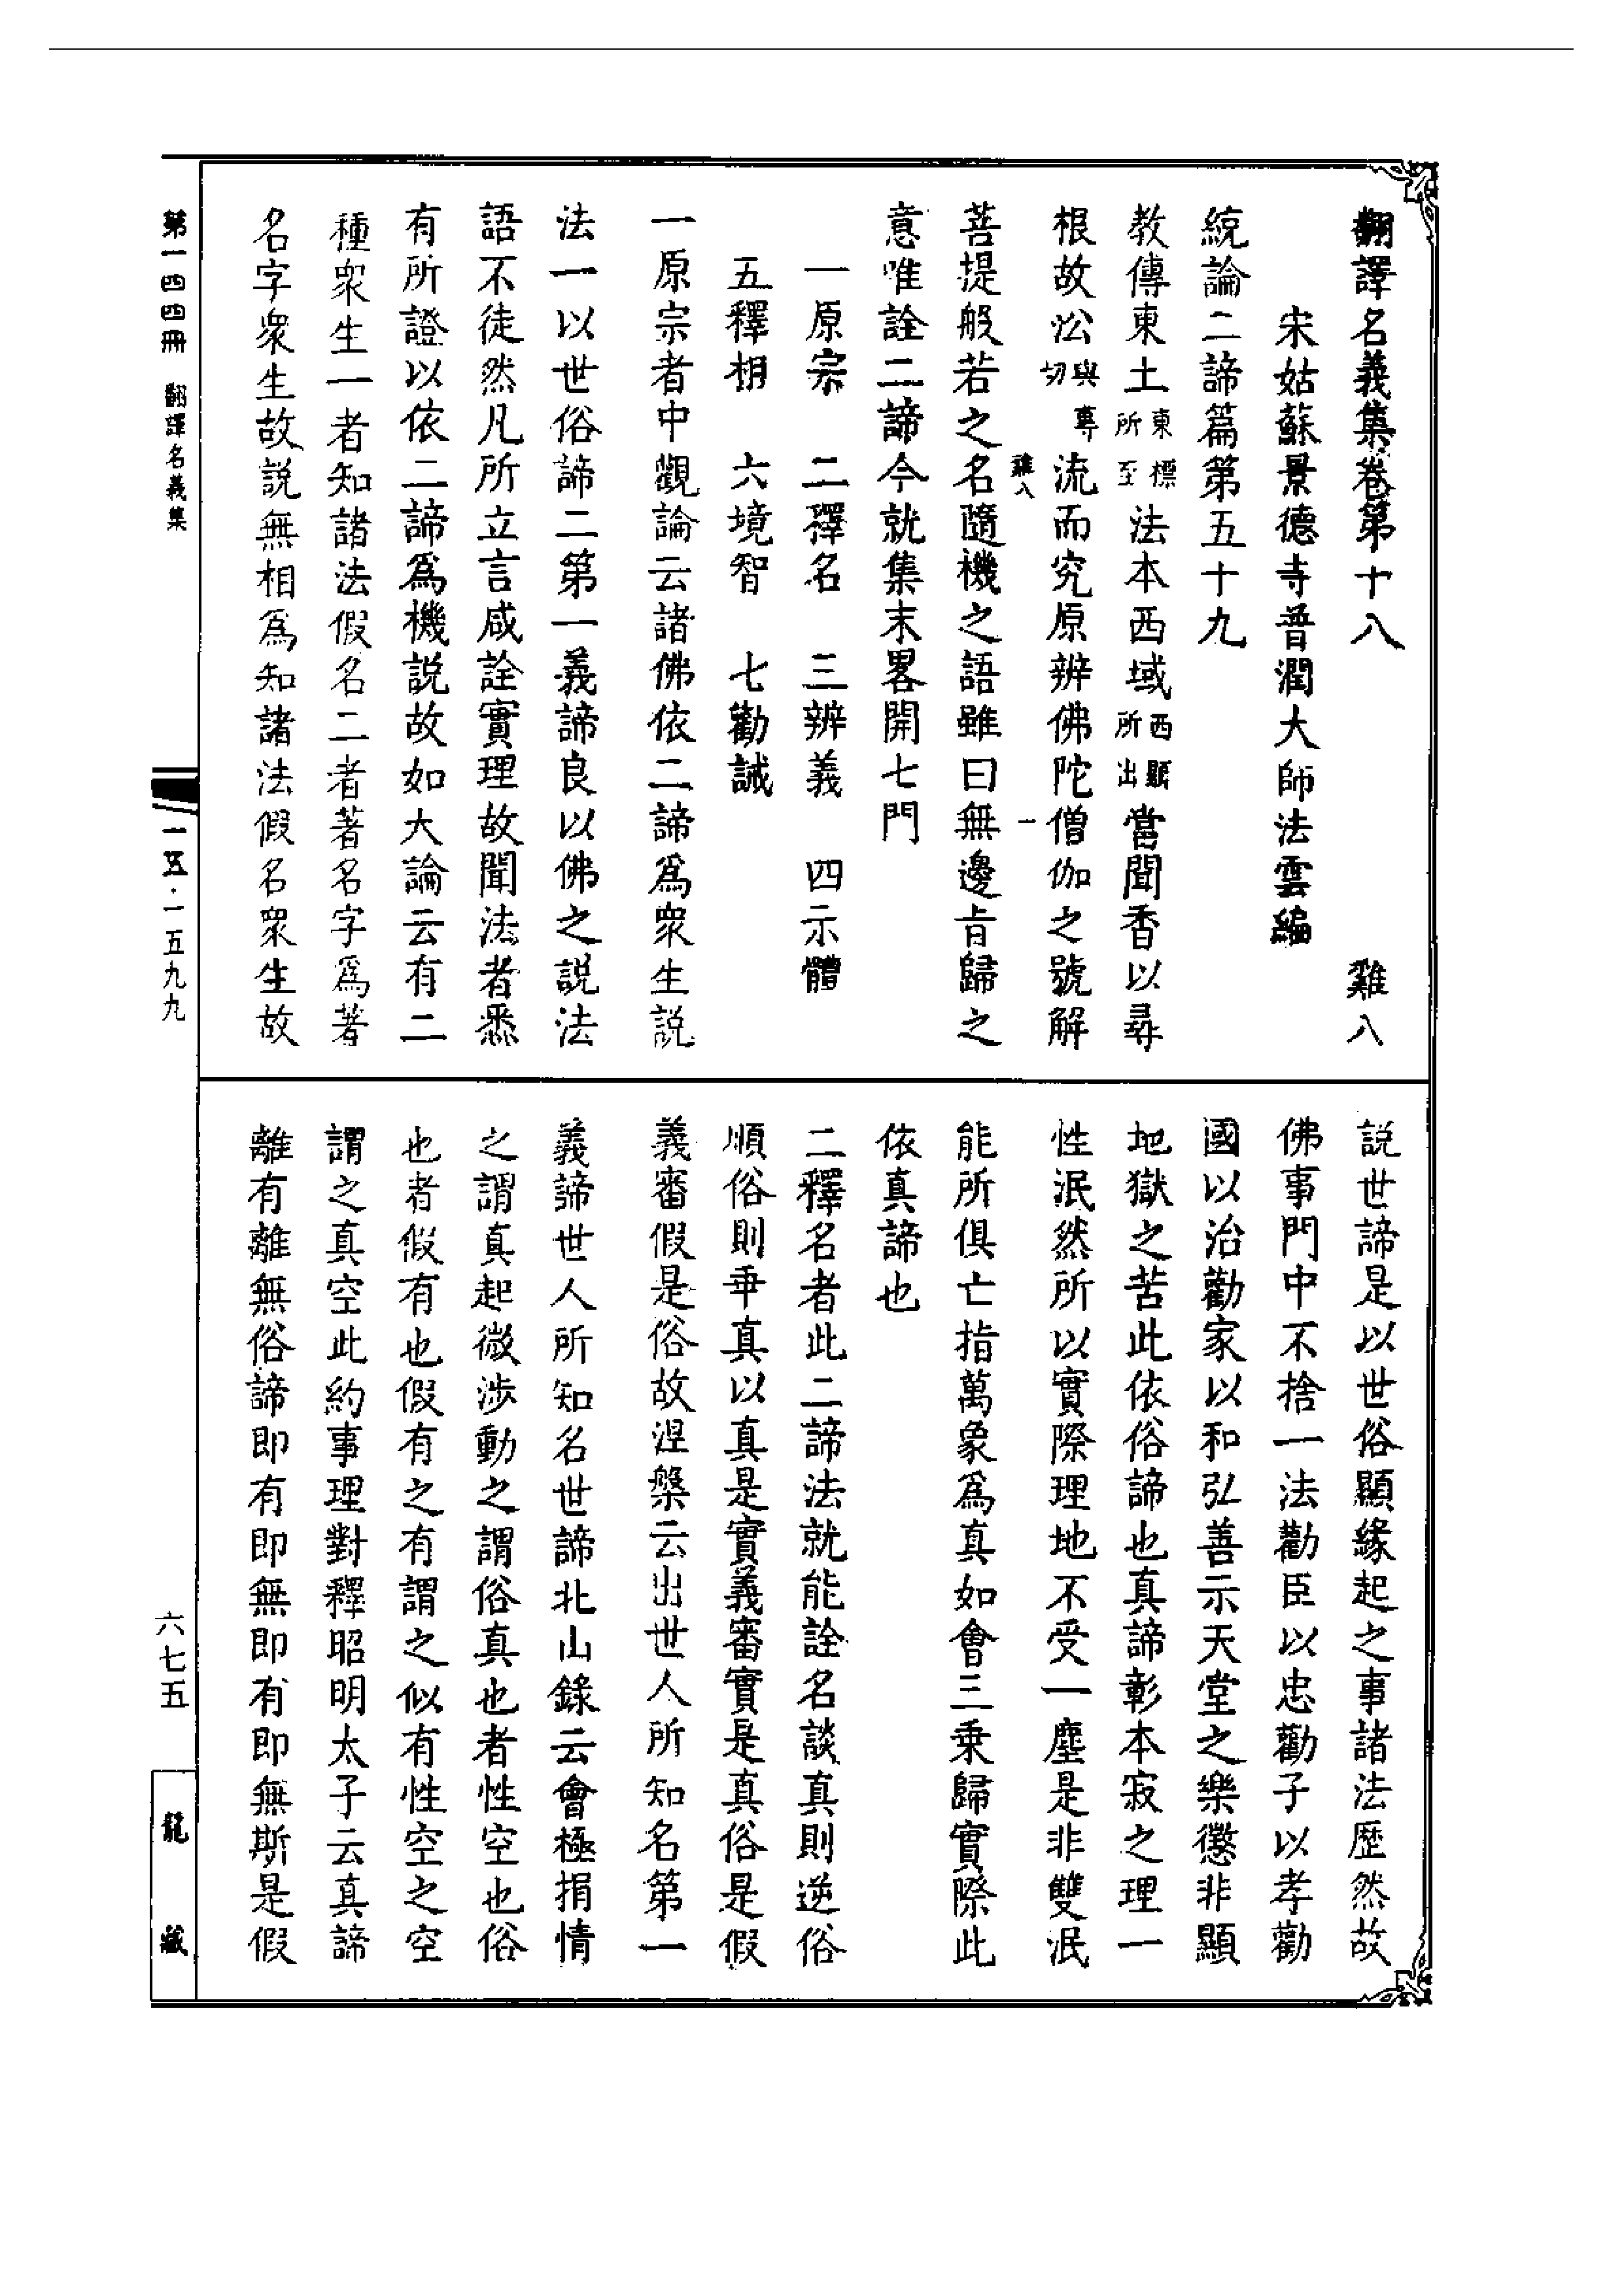 翻譯名義集卷第十八　雞八
宋姑蘇景德寺普潤大師法雲編
統論二諦篇第五十九
教傳東土東標所至法本西域西顯所出當聞香以尋
根故㳂與專切流而究原辨佛陀僧伽之號解
雞八　一
菩提般若之名隨機之語雖曰無邊旨歸之
意唯詮二諦今就集末畧開七門
一原宗　二釋名　三辨義　四示體
五釋相　六境智　七勸誡
一原宗者中觀論云諸佛依二諦爲衆生説
法一以世俗諦二第一義諦良以佛之説法
語不徒然凡所立言咸詮實理故聞法者悉
有所證以依二諦爲機説故如大論云有二
種衆生一者知諸法假名二者著名字爲著
名字衆生故説無相爲知諸法假名衆生故
説世諦是以世俗顯緣起之事諸法歷然故
佛事門中不捨一法勸臣以忠勸子以孝勸
國以治勸家以和弘善示天堂之樂懲非顯
地獄之苦此依俗諦也真諦彰本寂之理一
性泯然所以實際理地不受一塵是非雙泯
能所俱亡指萬象爲真如會三乘歸實際此
依真諦也
二釋名者此二諦法就能詮名談真則逆俗
順俗則乖真以真是實義審實是真俗是假
義審假是俗故涅槃云出世人所知名第一
義諦世人所知名世諦北山錄云會極捐情
之謂真起微涉動之謂俗真也者性空也俗
也者假有也假有之有謂之似有性空之空
謂之真空此約事理對釋昭明太子云真諦
離有離無俗諦即有即無即有即無斯是假
第一四四冊　翻譯名義集
一一五·一五九九
六七五
龍藏